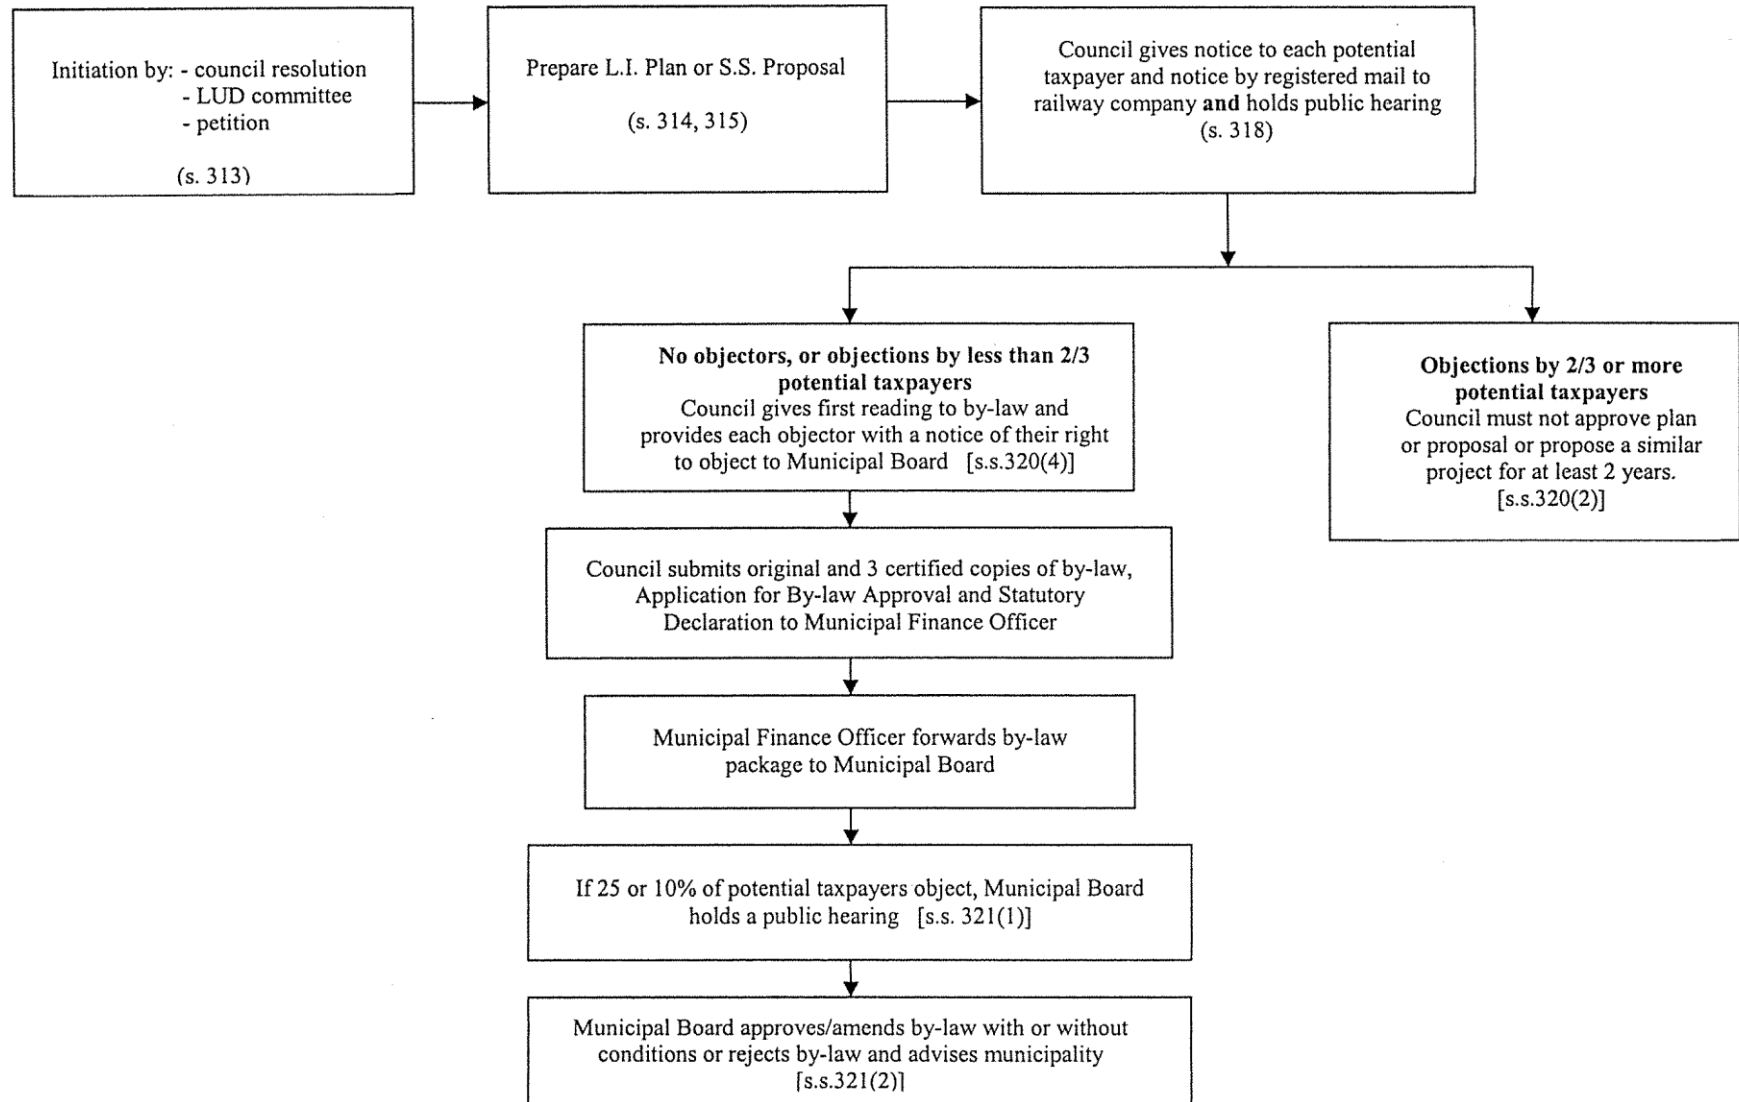 Initiation by: - council resolution
- LUD committee
- petition
(s. 313)
Prepare L.I. Plan or S.S. Proposal
(s. 314, 315)
Council gives notice to each potential
taxpayer and notice by registered mail to
railway company and holds public hearing
(s. 318)
No objectors, or objections by less than 2/3
potential taxpayers
Council gives first reading to by-law and
provides each objector with a notice of their right
to object to Municipal Board [s.s.320(4)]
Objections by 2/3 or more
potential taxpayers
Council must not approve plan
or proposal or propose a similar
project for at least 2 years.
[s.s.320(2)]
Council submits original and 3 certified copies of by-law,
Application for By-law Approval and Statutory
Declaration to Municipal Finance Officer
Municipal Finance Officer forwards by-law
package to Municipal Board
If 25 or 10% of potential taxpayers object, Municipal Board
holds a public hearing [s.s. 321(1)]
Municipal Board approves/amends by-law with or without
conditions or rejects by-law and advises municipality
[s.s.321(2)]